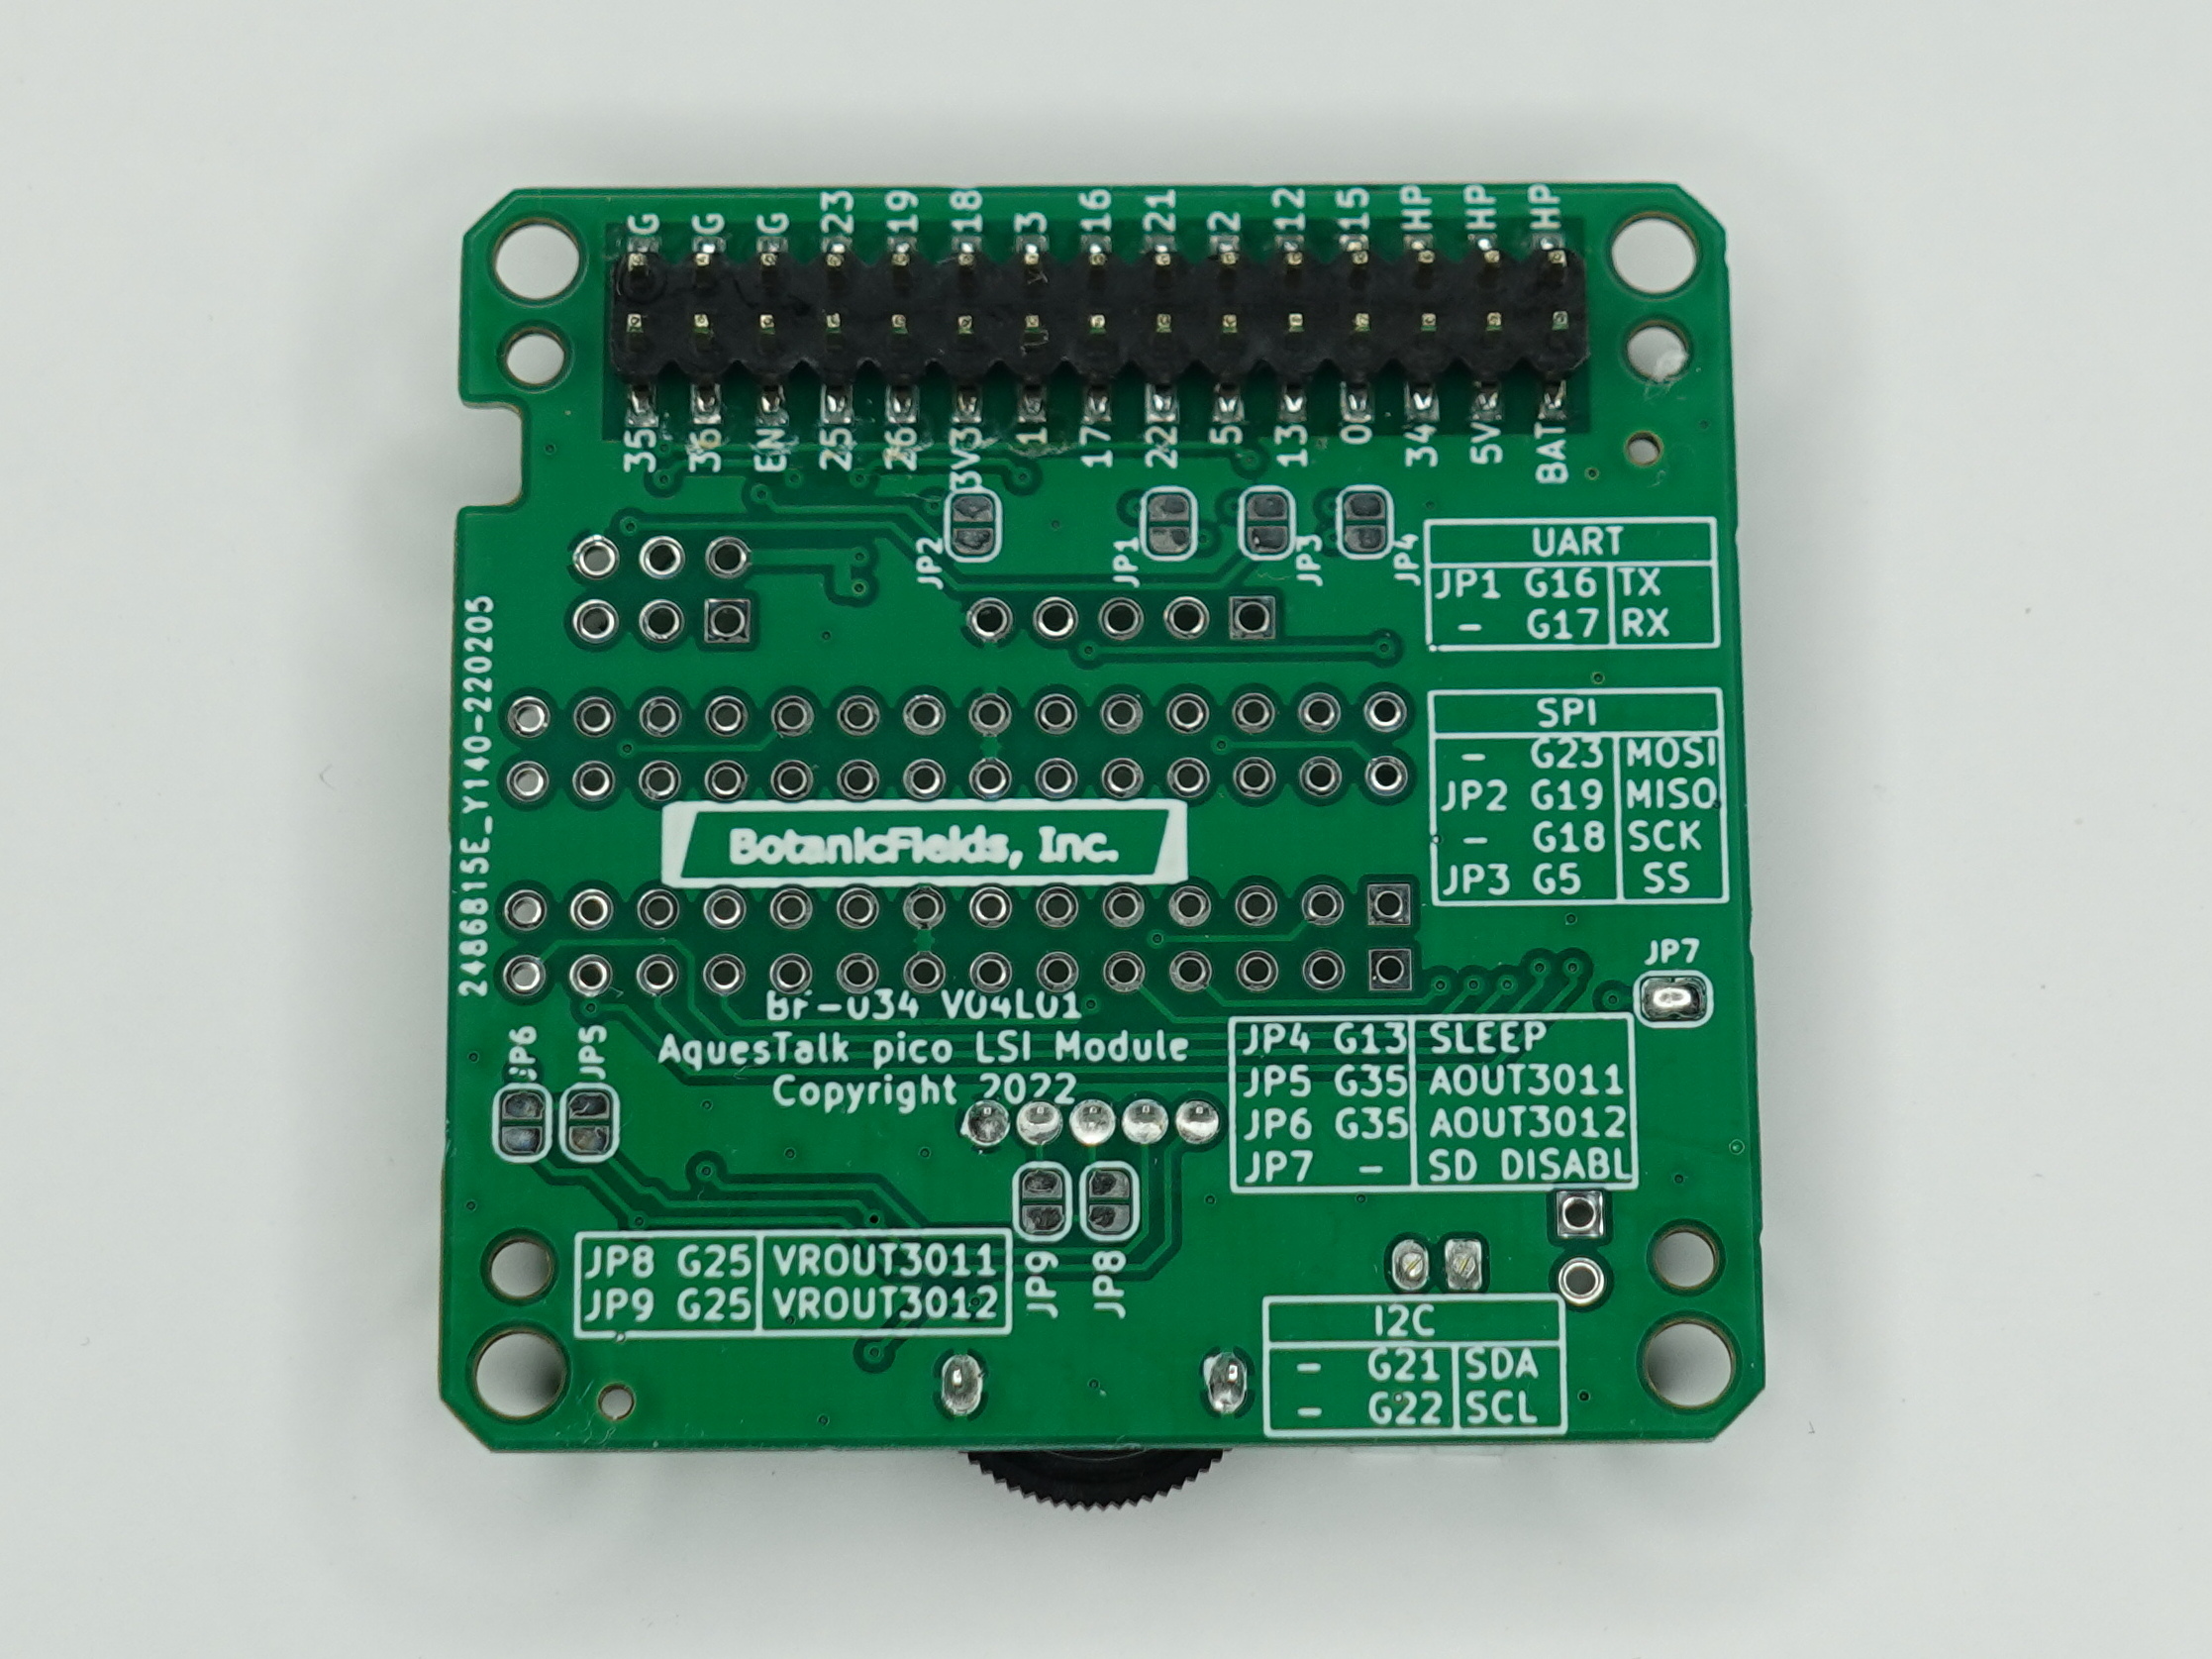 G G G 23 19 18 3 16 21 2 12 15 HP HP HP
35 36 EN 25 26 3V3 1 17 22 5 13 0 34 5V BAT
JP2 JP1 JP3 JP4
UART
JP1 G16 TX
- G17 RX
2486815E_Y140-220205
SPI
- G23 MOSI
JP2 G19 MISO
- G18 SCK
JP3 G5 SS
BotanicFields, Inc.
JP7
BF-034 V04L01
AquesTalk pico LSI Module
Copyright 2022
JP6 JP5
JP4 G13 SLEEP
JP5 G35 AOUT3011
JP6 G35 AOUT3012
JP7 - SD DISABL
JP8 G25 VROUT3011
JP9 G25 VROUT3012
JP9 JP8
I2C
- G21 SDA
- G22 SCL